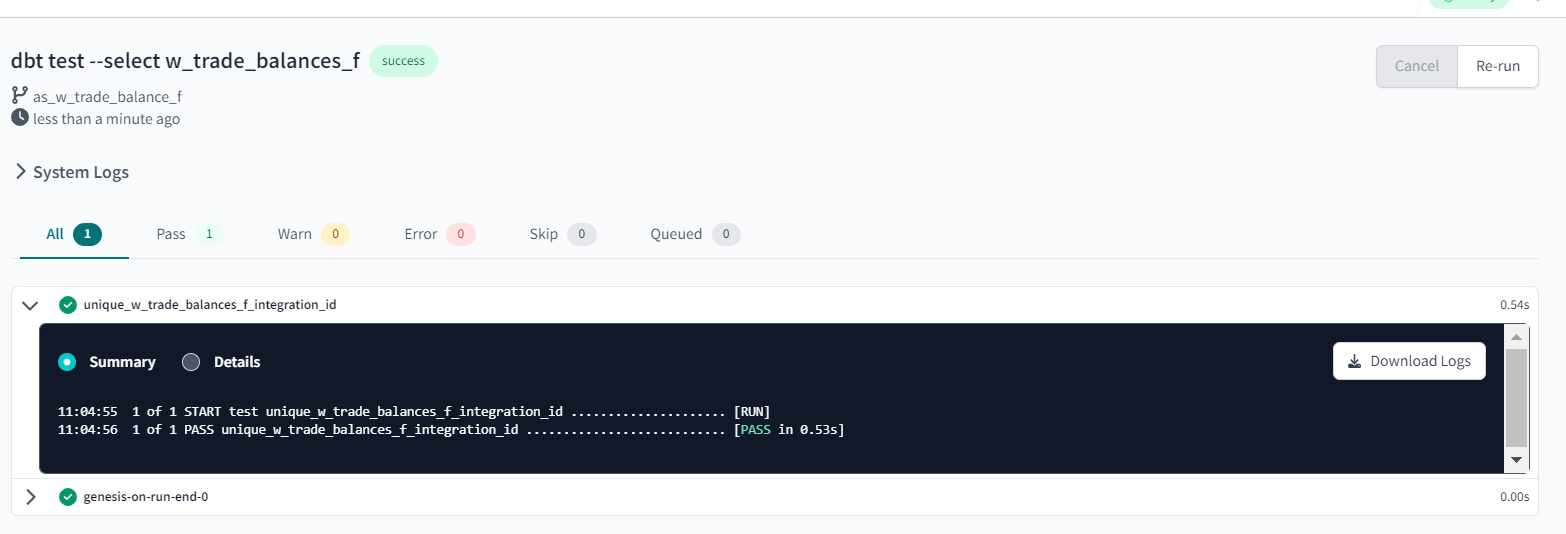 dbt test --select w_trade_balances_f success
Cancel Re-run
as_w_trade_balance_f
less than a minute ago
System Logs
All 1 Pass 1 Warn 0 Error 0 Skip 0 Queued 0
unique_w_trade_balances_f_integration_id 0.54s
Summary Details Download Logs
11:04:55 1 of 1 START test unique_w_trade_balances_f_integration_id ..................... [RUN]
11:04:56 1 of 1 PASS unique_w_trade_balances_f_integration_id ........................... [PASS in 0.53s]
genesis-on-run-end-0 0.00s